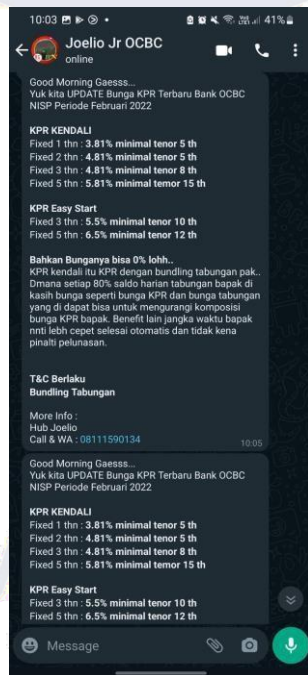 10:03
41%
Joelio Jr OCBC
online
Good Morning Gaesss...
Yuk kita UPDATE Bunga KPR Terbaru Bank OCBC
NISP Periode Februari 2022
KPR KENDALI
Fixed 1 thn : 3.81% minimal tenor 5 th
Fixed 2 thn : 4.81% minimal tenor 5 th
Fixed 3 thn : 4.81% minimal tenor 8 th
Fixed 5 thn : 5.81% minimal temor 15 th
KPR Easy Start
Fixed 3 thn : 5.5% minimal tenor 10 th
Fixed 5 thn : 6.5% minimal tenor 12 th
Bahkan Bunganya bisa 0% lohh..
KPR kendali itu KPR dengan bundling tabungan pak..
Dmana setiap 80% saldo harian tabungan bapak di
kasih bunga seperti bunga KPR dan bunga tabungan
yang di dapat bisa untuk mengurangi komposisi
bunga KPR bapak. Benefit lain jangka waktu bapak
nnti lebh cepet selesai otomatis dan tidak kena
pinalti pelunasan.
T&C Berlaku
Bundling Tabungan
More Info :
Hub Joelio
Call & WA : 08111590134
10:05
Good Morning Gaesss...
Yuk kita UPDATE Bunga KPR Terbaru Bank OCBC
NISP Periode Februari 2022
KPR KENDALI
Fixed 1 thn : 3.81% minimal tenor 5 th
Fixed 2 thn : 4.81% minimal tenor 5 th
Fixed 3 thn : 4.81% minimal tenor 8 th
Fixed 5 thn : 5.81% minimal temor 15 th
KPR Easy Start
Fixed 3 thn : 5.5% minimal tenor 10 th
Fixed 5 thn : 6.5% minimal tenor 12 th
Message